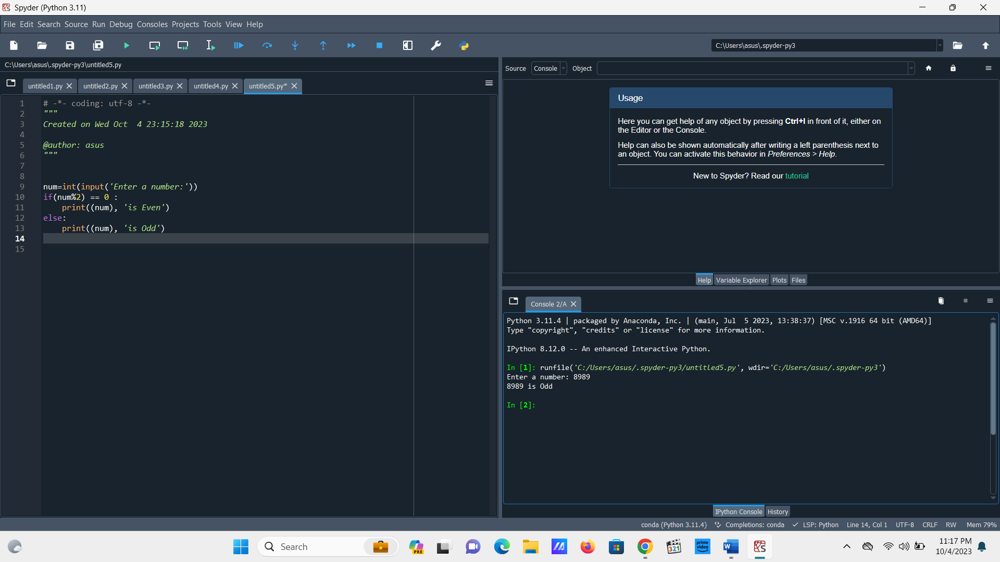 Spyder (Python 3.11)
File Edit Search Source Run Debug Consoles Projects Tools View Help
C:\Users\asus\.spyder-py3
C:\Users\asus\.spyder-py3\untitled5.py
untitled1.py untitled2.py untitled3.py untitled4.py untitled5.py*
1 # -*- coding: utf-8 -*-
2 """
3 Created on Wed Oct  4 23:15:18 2023
4
5 @author: asus
6 """
7
8
9 num=int(input('Enter a number:'))
10 if(num%2) == 0 :
11     print((num), 'is Even')
12 else:
13     print((num), 'is Odd')
14
15
Source Console Object
Usage
Here you can get help of any object by pressing Ctrl+I in front of it, either on
the Editor or the Console.
Help can also be shown automatically after writing a left parenthesis next to
an object. You can activate this behavior in Preferences > Help.
New to Spyder? Read our tutorial
Help Variable Explorer Plots Files
Console 2/A
Python 3.11.4 | packaged by Anaconda, Inc. | (main, Jul  5 2023, 13:38:37) [MSC v.1916 64 bit (AMD64)]
Type "copyright", "credits" or "license" for more information.
IPython 8.12.0 -- An enhanced Interactive Python.
In [1]: runfile('C:/Users/asus/.spyder-py3/untitled5.py', wdir='C:/Users/asus/.spyder-py3')
Enter a number: 8989
8989 is Odd
In [2]:
IPython Console History
conda (Python 3.11.4) Completions: conda LSP: Python Line 14, Col 1 UTF-8 CRLF RW Mem 79%
Search
PRE
321
prime video
W
11:17 PM
10/4/2023